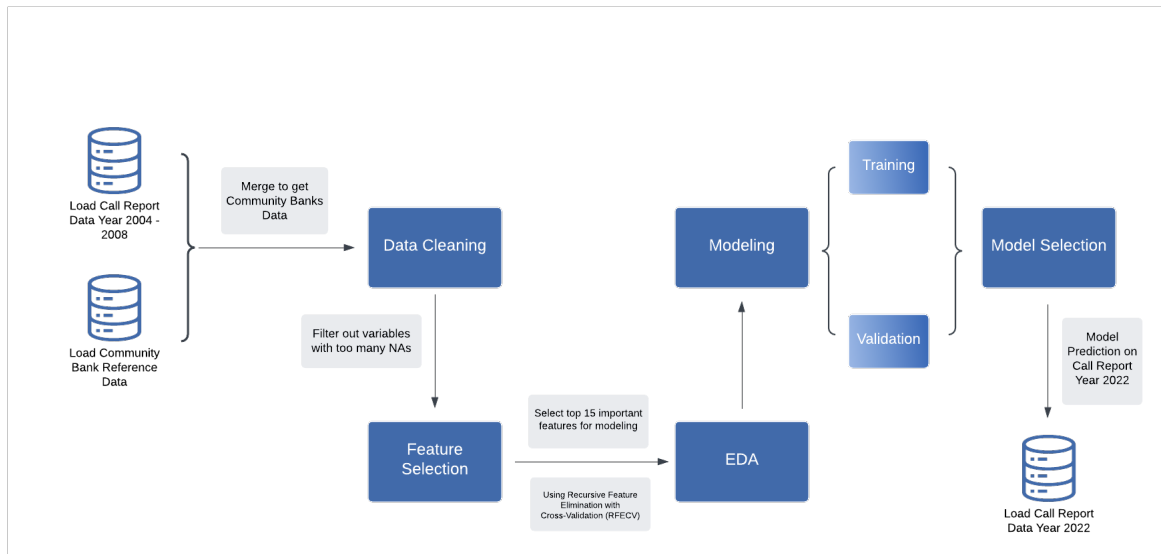 Load Call Report
Data Year 2004 -
2008
Load Community
Bank Reference
Data
Merge to get
Community Banks
Data
Data Cleaning
Filter out variables
with too many NAs
Feature
Selection
Select top 15 important
features for modeling
Using Recursive Feature
Elimination with
Cross-Validation (RFECV)
EDA
Modeling
Training
Validation
Model Selection
Model
Prediction on
Call Report
Year 2022
Load Call Report
Data Year 2022